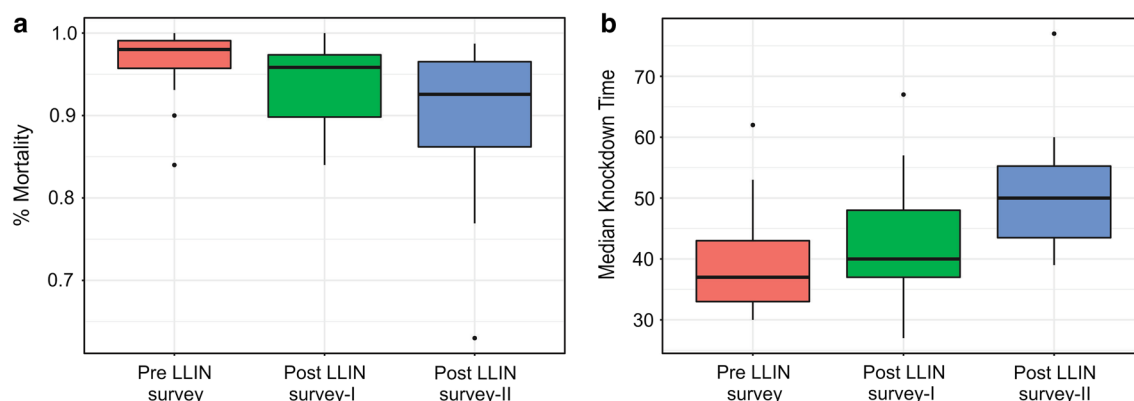 a
% Mortality
1.0
0.9
0.8
0.7
Pre LLIN
survey
Post LLIN
survey-I
Post LLIN
survey-II
b
Median Knockdown Time
70
60
50
40
30
Pre LLIN
survey
Post LLIN
survey-I
Post LLIN
survey-II